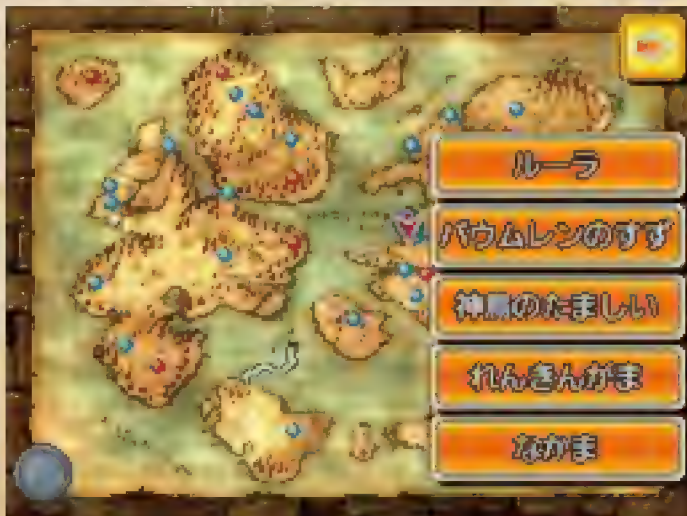 ルーラ
バウムレンのすず
神鳥のたましい
れんきんがま
なかま